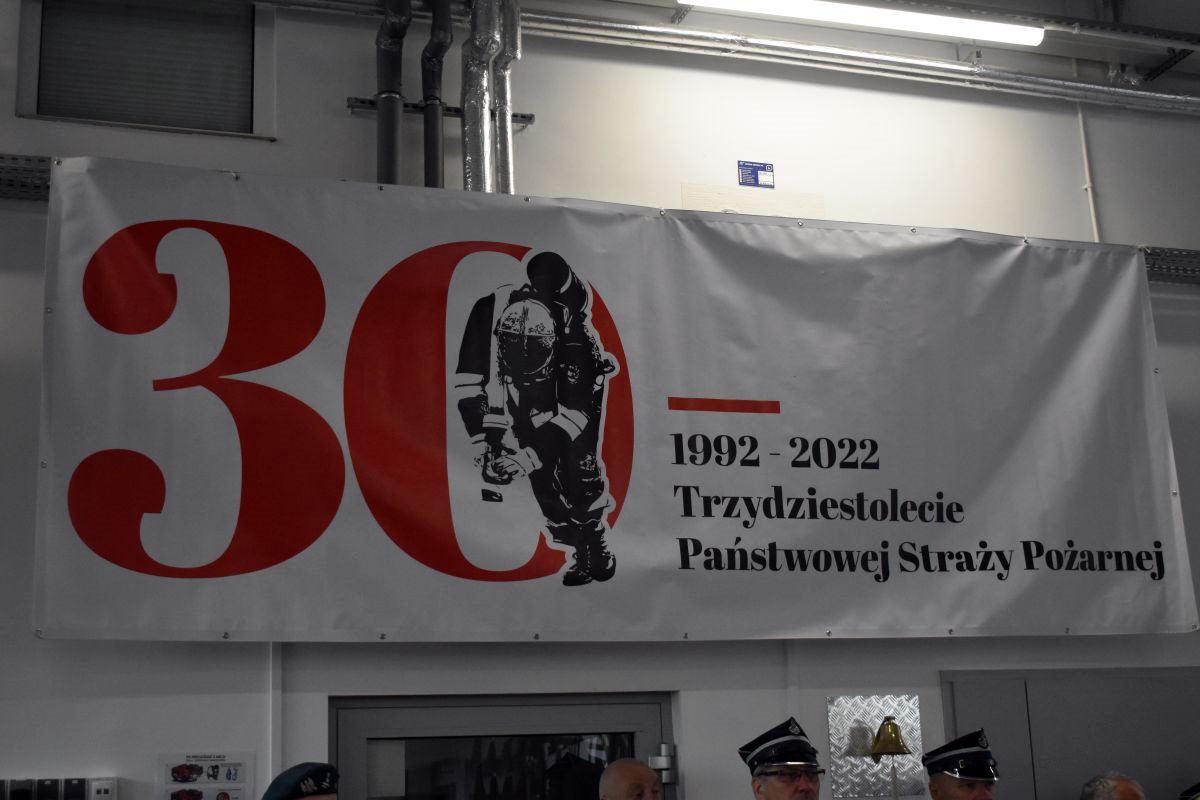 30
1992 - 2022
Trzydziestolecie
Państwowej Straży Pożarnej